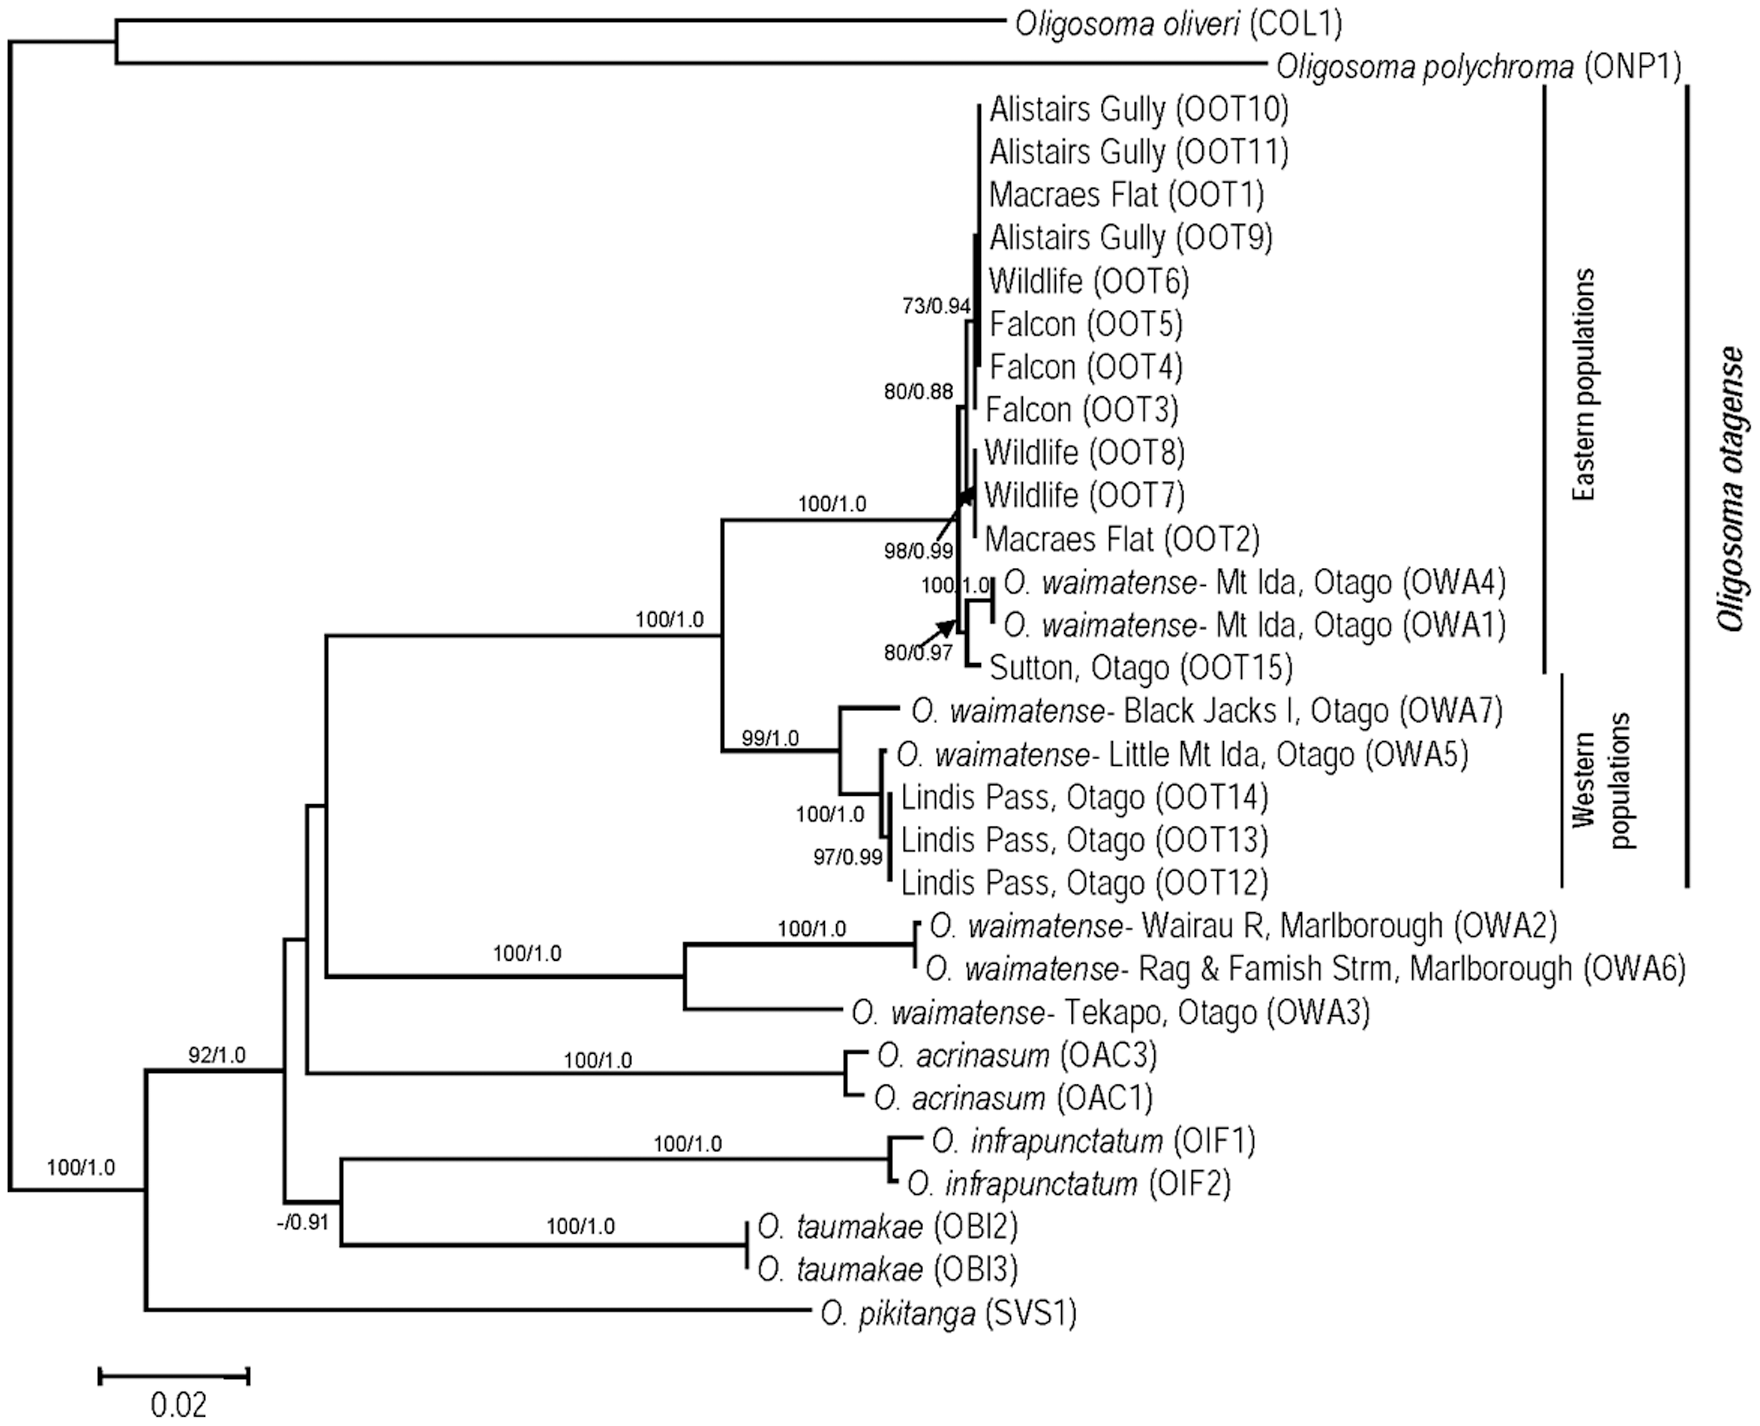 Oligosoma oliveri (COL1)
Oligosoma polychroma (ONP1)
Alistairs Gully (OOT10)
Alistairs Gully (OOT11)
Macraes Flat (OOT1)
Alistairs Gully (OOT9)
Wildlife (OOT6)
73/0.94
Falcon (OOT5)
Falcon (OOT4)
80/0.88
Falcon (OOT3)
Wildlife (OOT8)
Wildlife (OOT7)
100/1.0
Macraes Flat (OOT2)
98/0.99
100/1.0
O. waimatense- Mt Ida, Otago (OWA4)
O. waimatense- Mt Ida, Otago (OWA1)
100/1.0
80/0.97
Sutton, Otago (OOT15)
Eastern populations
Oligosoma otagense
O. waimatense- Black Jacks I, Otago (OWA7)
99/1.0
O. waimatense- Little Mt Ida, Otago (OWA5)
Lindis Pass, Otago (OOT14)
100/1.0
Lindis Pass, Otago (OOT13)
97/0.99
Lindis Pass, Otago (OOT12)
Western
populations
O. waimatense- Wairau R, Marlborough (OWA2)
100/1.0
100/1.0
O. waimatense- Rag & Famish Strm, Marlborough (OWA6)
O. waimatense- Tekapo, Otago (OWA3)
92/1.0
100/1.0
O. acrinasum (OAC3)
O. acrinasum (OAC1)
100/1.0
O. infrapunctatum (OIF1)
100/1.0
O. infrapunctatum (OIF2)
-/0.91
100/1.0
O. taumakae (OBI2)
O. taumakae (OBI3)
O. pikitanga (SVS1)
0.02